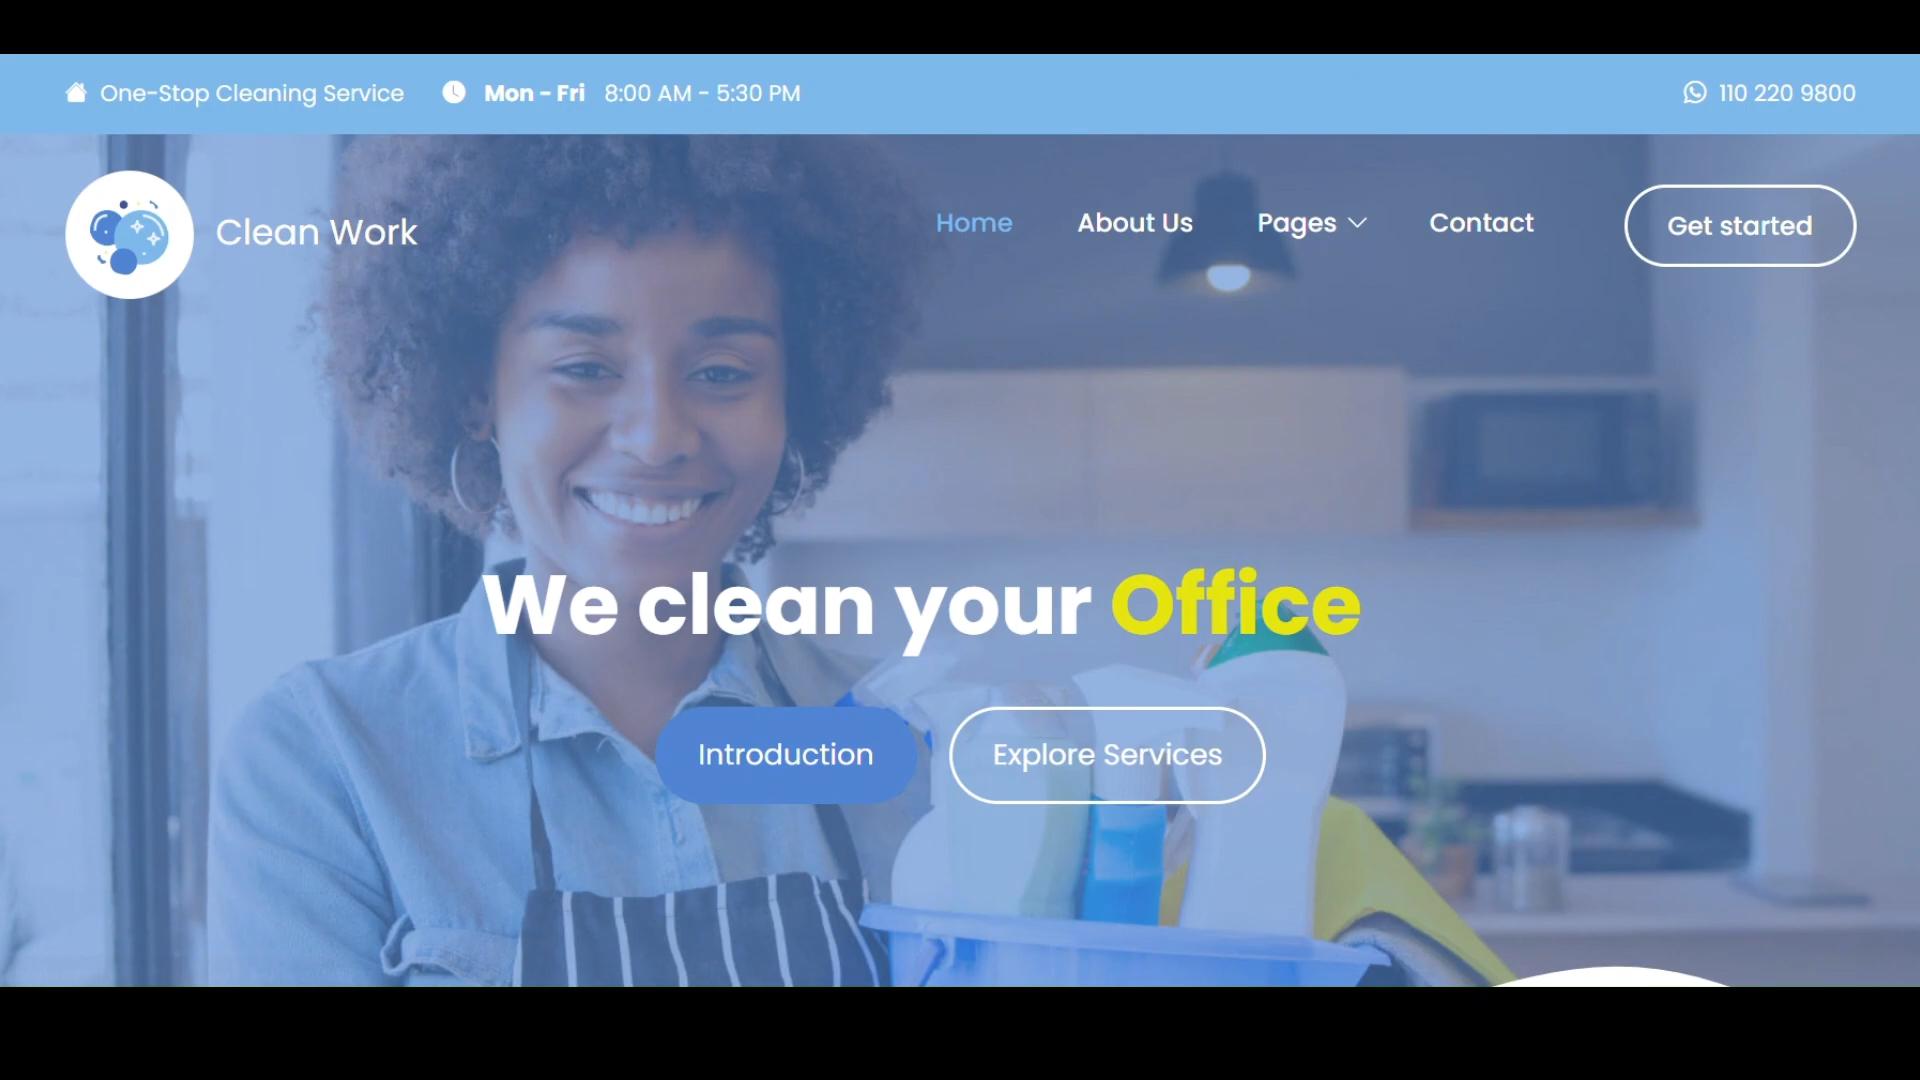 One-Stop Cleaning Service Mon - Fri 8:00 AM - 5:30 PM 110 220 9800
Clean Work Home About Us Pages Contact Get started
We clean your Office
Introduction Explore Services